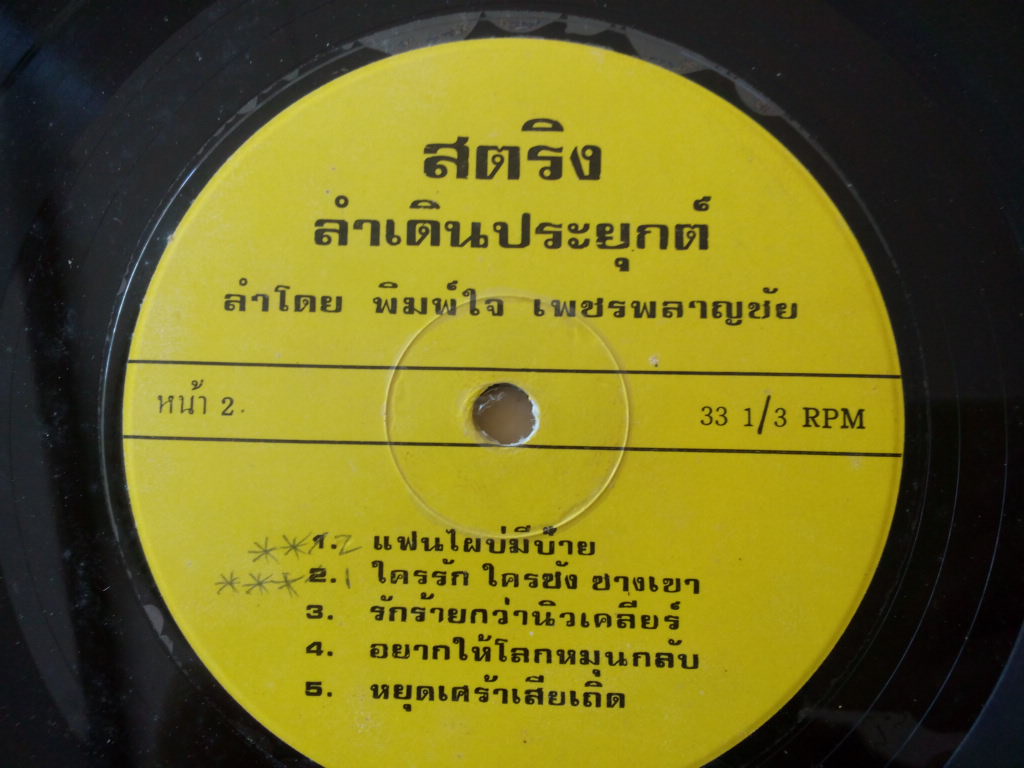 สตริง
ลำเดินประยุกต์
ลำโดย พิมพ์ใจ เพชรพลาญชัย
หน้า 2.
33 1/3 RPM
***2 1. แฟนไผบ่มีบ้าย
***1 2. ใครรัก ใครชัง ช่างเขา
3. รักร้ายกว่านิวเคลียร์
4. อยากให้โลกหมุนกลับ
5. หยุดเศร้าเสียเถิด